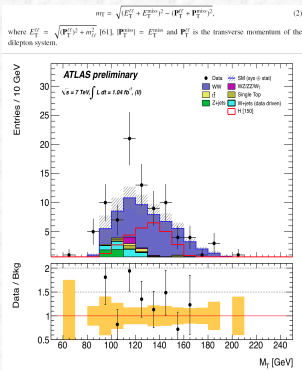 m_T = √(E_T^ℓℓ + E_T^miss)² − (P_T^ℓℓ + P_T^miss)², (2)
where E_T^ℓℓ = √(P_T^ℓℓ)² + m_ℓℓ² [61], |P_T^miss| = E_T^miss and P_T^ℓℓ is the transverse momentum of the
dilepton system.
ATLAS preliminary
√s = 7 TeV, ∫ L dt = 1.04 fb⁻¹, (ll)
Data
SM (sys ⊕ stat)
WW
WZ/ZZ/Wγ
tt̄
Single Top
Z+jets
W+jets (data driven)
H [150]
Entries / 10 GeV
30
25
20
15
10
5
Data / Bkg
2
1.5
1
0.5
60 80 100 120 140 160 180 200 220 240
M_T [GeV]